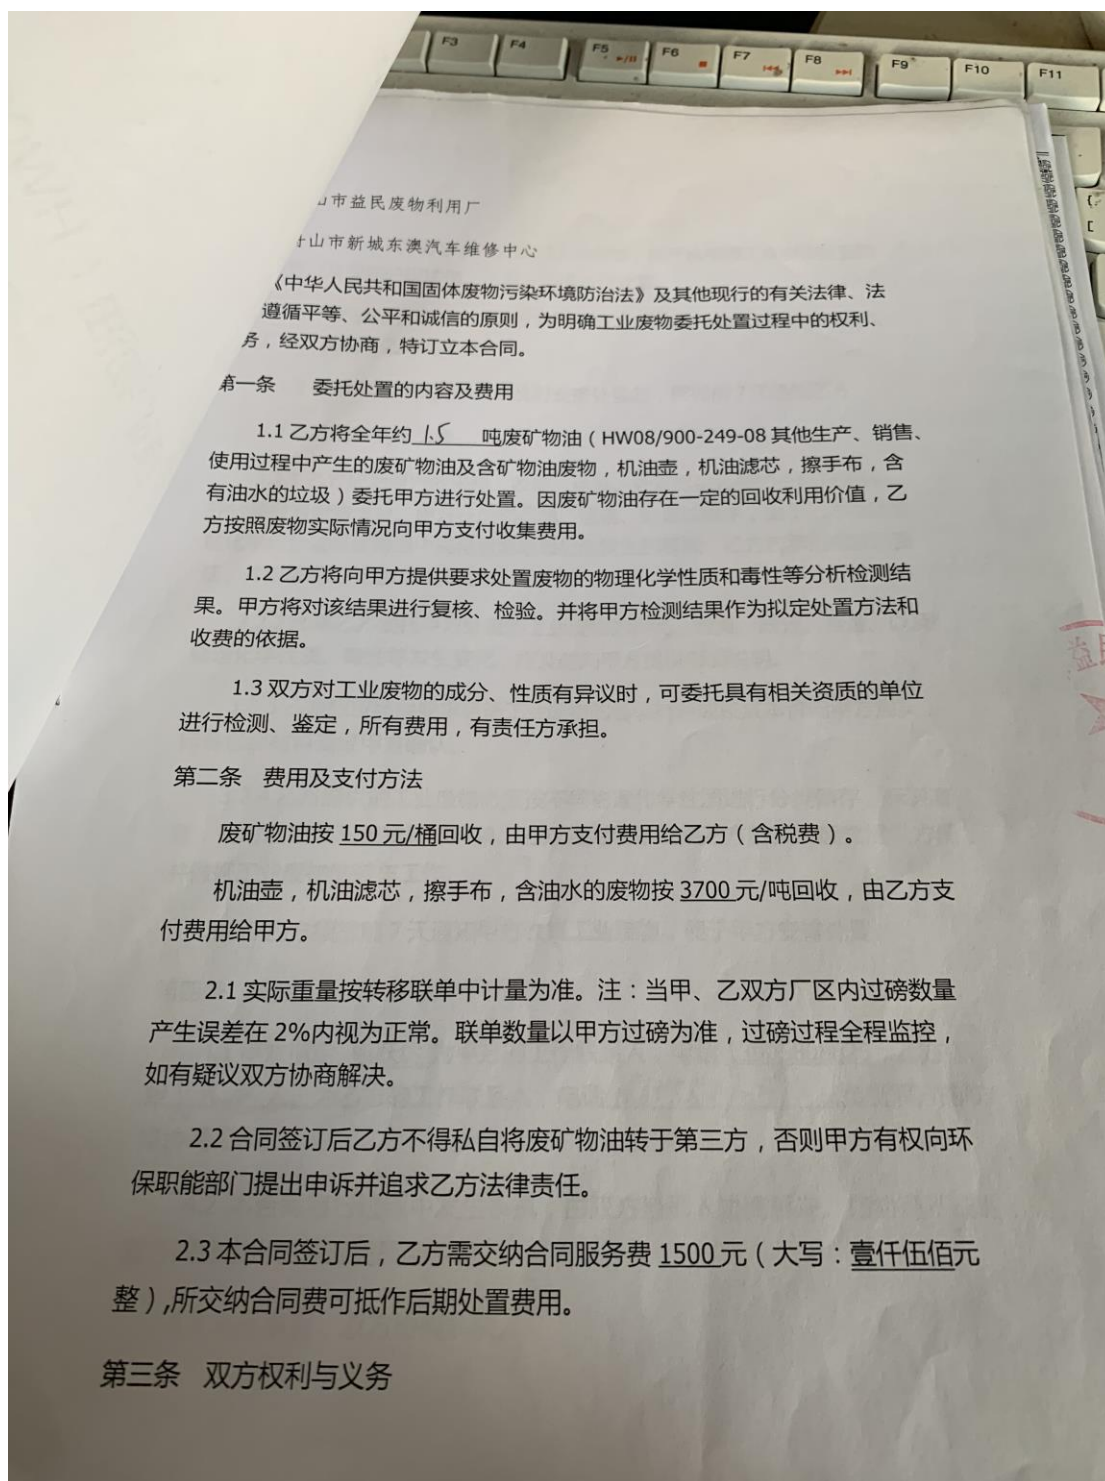 F3 F4 F5 F6 F7 F8 F9 F10 F11
市益民废物利用厂
山市新城东澳汽车维修中心
《中华人民共和国固体废物污染环境防治法》及其他现行的有关法律、法
遵循平等、公平和诚信的原则，为明确工业废物委托处置过程中的权利、
务，经双方协商，特订立本合同。
第一条 委托处置的内容及费用
1.1 乙方将全年约 1.5 吨废矿物油（HW08/900-249-08 其他生产、销售、
使用过程中产生的废矿物油及含矿物油废物，机油壶，机油滤芯，擦手布，含
有油水的垃圾）委托甲方进行处置。因废矿物油存在一定的回收利用价值，乙
方按照废物实际情况向甲方支付收集费用。
1.2 乙方将向甲方提供要求处置废物的物理化学性质和毒性等分析检测结
果。甲方将对该结果进行复核、检验。并将甲方检测结果作为拟定处置方法和
收费的依据。
1.3 双方对工业废物的成分、性质有异议时，可委托具有相关资质的单位
进行检测、鉴定，所有费用，有责任方承担。
第二条 费用及支付方法
废矿物油按 150 元/桶回收，由甲方支付费用给乙方（含税费）。
机油壶，机油滤芯，擦手布，含油水的废物按 3700 元/吨回收，由乙方支
付费用给甲方。
2.1 实际重量按转移联单中计量为准。注：当甲、乙双方厂区内过磅数量
产生误差在 2%内视为正常。联单数量以甲方过磅为准，过磅过程全程监控，
如有疑议双方协商解决。
2.2 合同签订后乙方不得私自将废矿物油转于第三方，否则甲方有权向环
保职能部门提出申诉并追求乙方法律责任。
2.3 本合同签订后，乙方需交纳合同服务费 1500 元（大写：壹仟伍佰元
整）,所交纳合同费可抵作后期处置费用。
第三条 双方权利与义务
益民